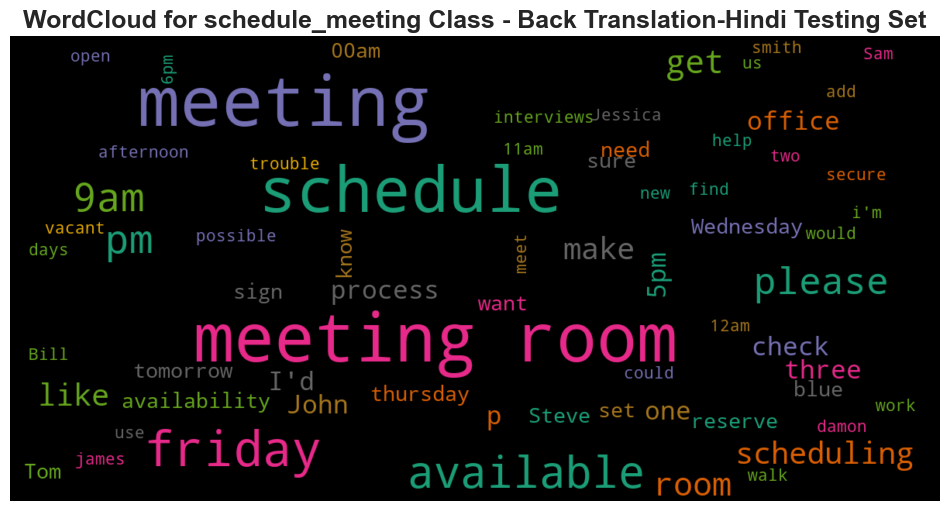 WordCloud for schedule_meeting Class - Back Translation-Hindi Testing Set
open
6pm
00am
get
us
smith
Sam
meeting
interviews
Jessica
add
office
afternoon
trouble
11am
need
sure
help
two
9am
schedule
new
find
secure
vacant
pm
possible
know
meet
make
Wednesday
i'm
would
days
5pm
sign
process
want
please
meeting room
12am
check
Bill
tomorrow
I'd
could
three
like
availability
John
thursday
blue
p
Steve
set
one
reserve
work
use
james
friday
damon
Tom
available
room
scheduling
walk